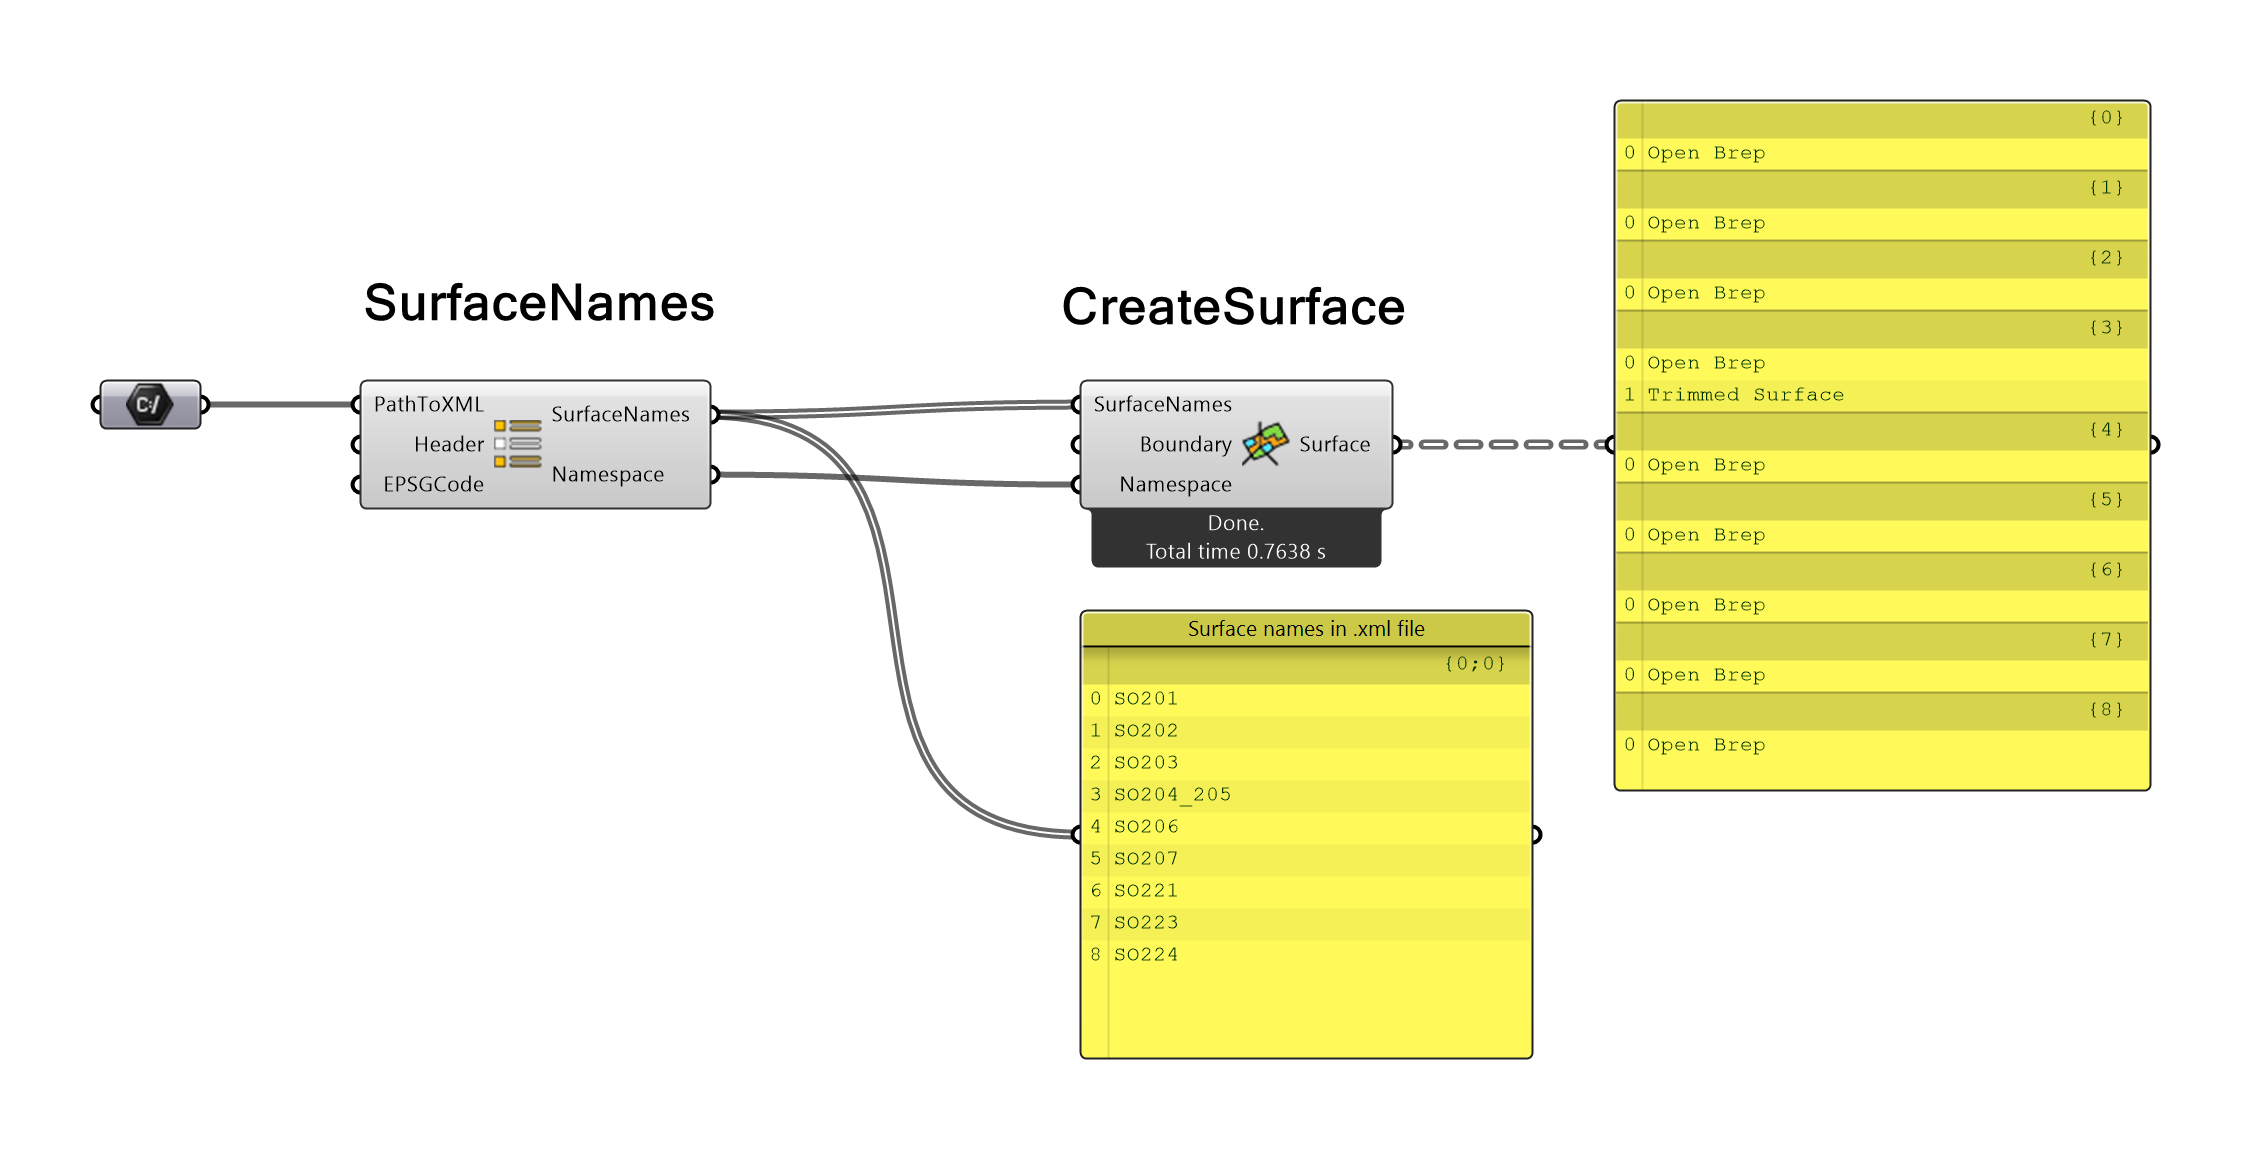 SurfaceNames
C:/
PathToXML
Header
EPSGCode
SurfaceNames
Namespace
CreateSurface
SurfaceNames
Boundary
Namespace
Surface
Done.
Total time 0.7638 s
Surface names in .xml file
{0;0}
0 SO201
1 SO202
2 SO203
3 SO204_205
4 SO206
5 SO207
6 SO221
7 SO223
8 SO224
{0}
0 Open Brep
{1}
0 Open Brep
{2}
0 Open Brep
{3}
0 Open Brep
1 Trimmed Surface
{4}
0 Open Brep
{5}
0 Open Brep
{6}
0 Open Brep
{7}
0 Open Brep
{8}
0 Open Brep